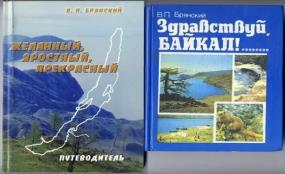 В. П. БРЯНСКИЙ
ЖЕЛАННЫЙ,
ЯРОСТНЫЙ,
ПРЕКРАСНЫЙ
ПУТЕВОДИТЕЛЬ
В.П. БРЯНСКИЙ
Здравствуй,
БАЙКАЛ!........